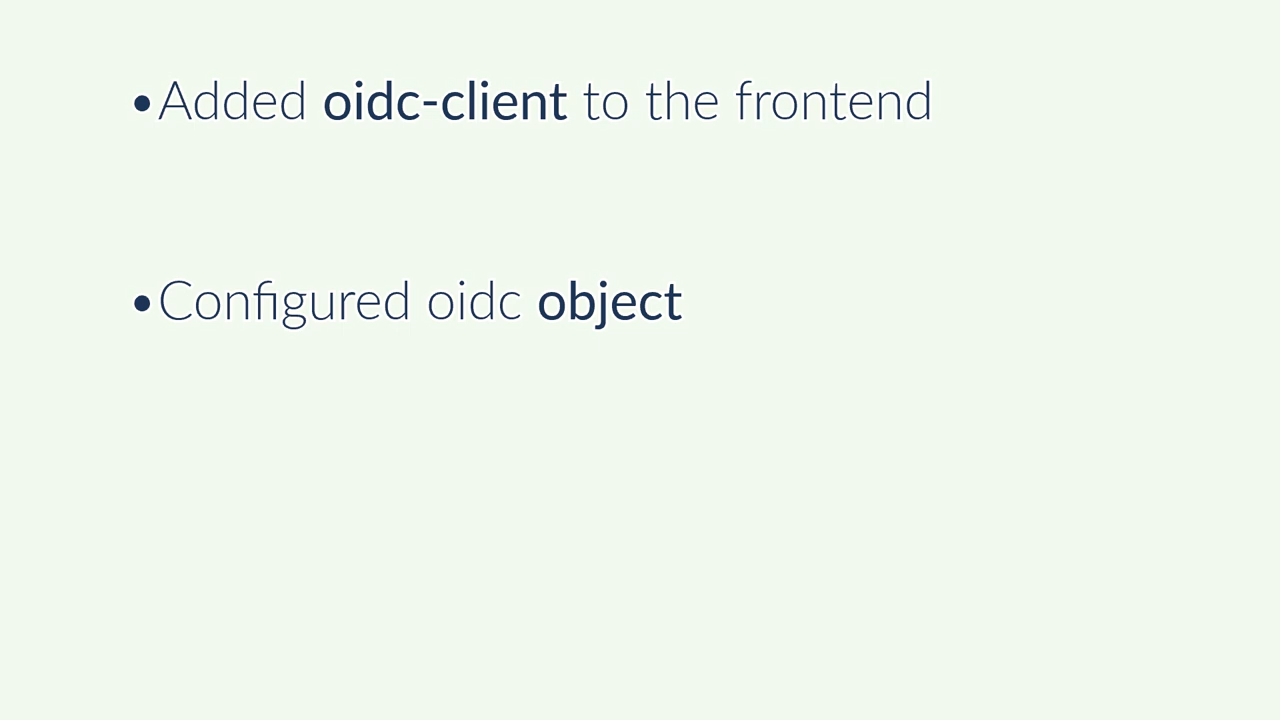 •Added oidc-client to the frontend
•Configured oidc object